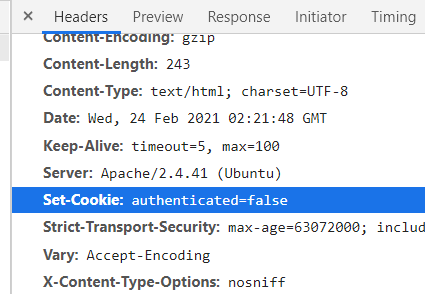 × Headers Preview Response Initiator Timing
Content-Encoding: gzip
Content-Length: 243
Content-Type: text/html; charset=UTF-8
Date: Wed, 24 Feb 2021 02:21:48 GMT
Keep-Alive: timeout=5, max=100
Server: Apache/2.4.41 (Ubuntu)
Set-Cookie: authenticated=false
Strict-Transport-Security: max-age=63072000; includ
Vary: Accept-Encoding
X-Content-Type-Options: nosniff